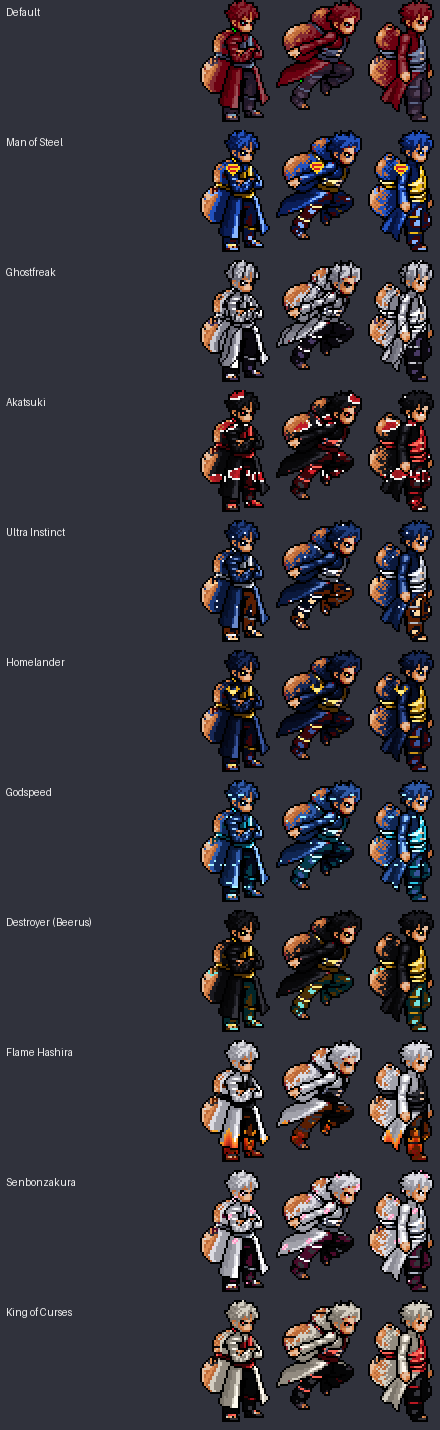 Default
Man of Steel
Ghostfreak
Akatsuki
Ultra Instinct
Homelander
Godspeed
Destroyer (Beerus)
Flame Hashira
Senbonzakura
King of Curses